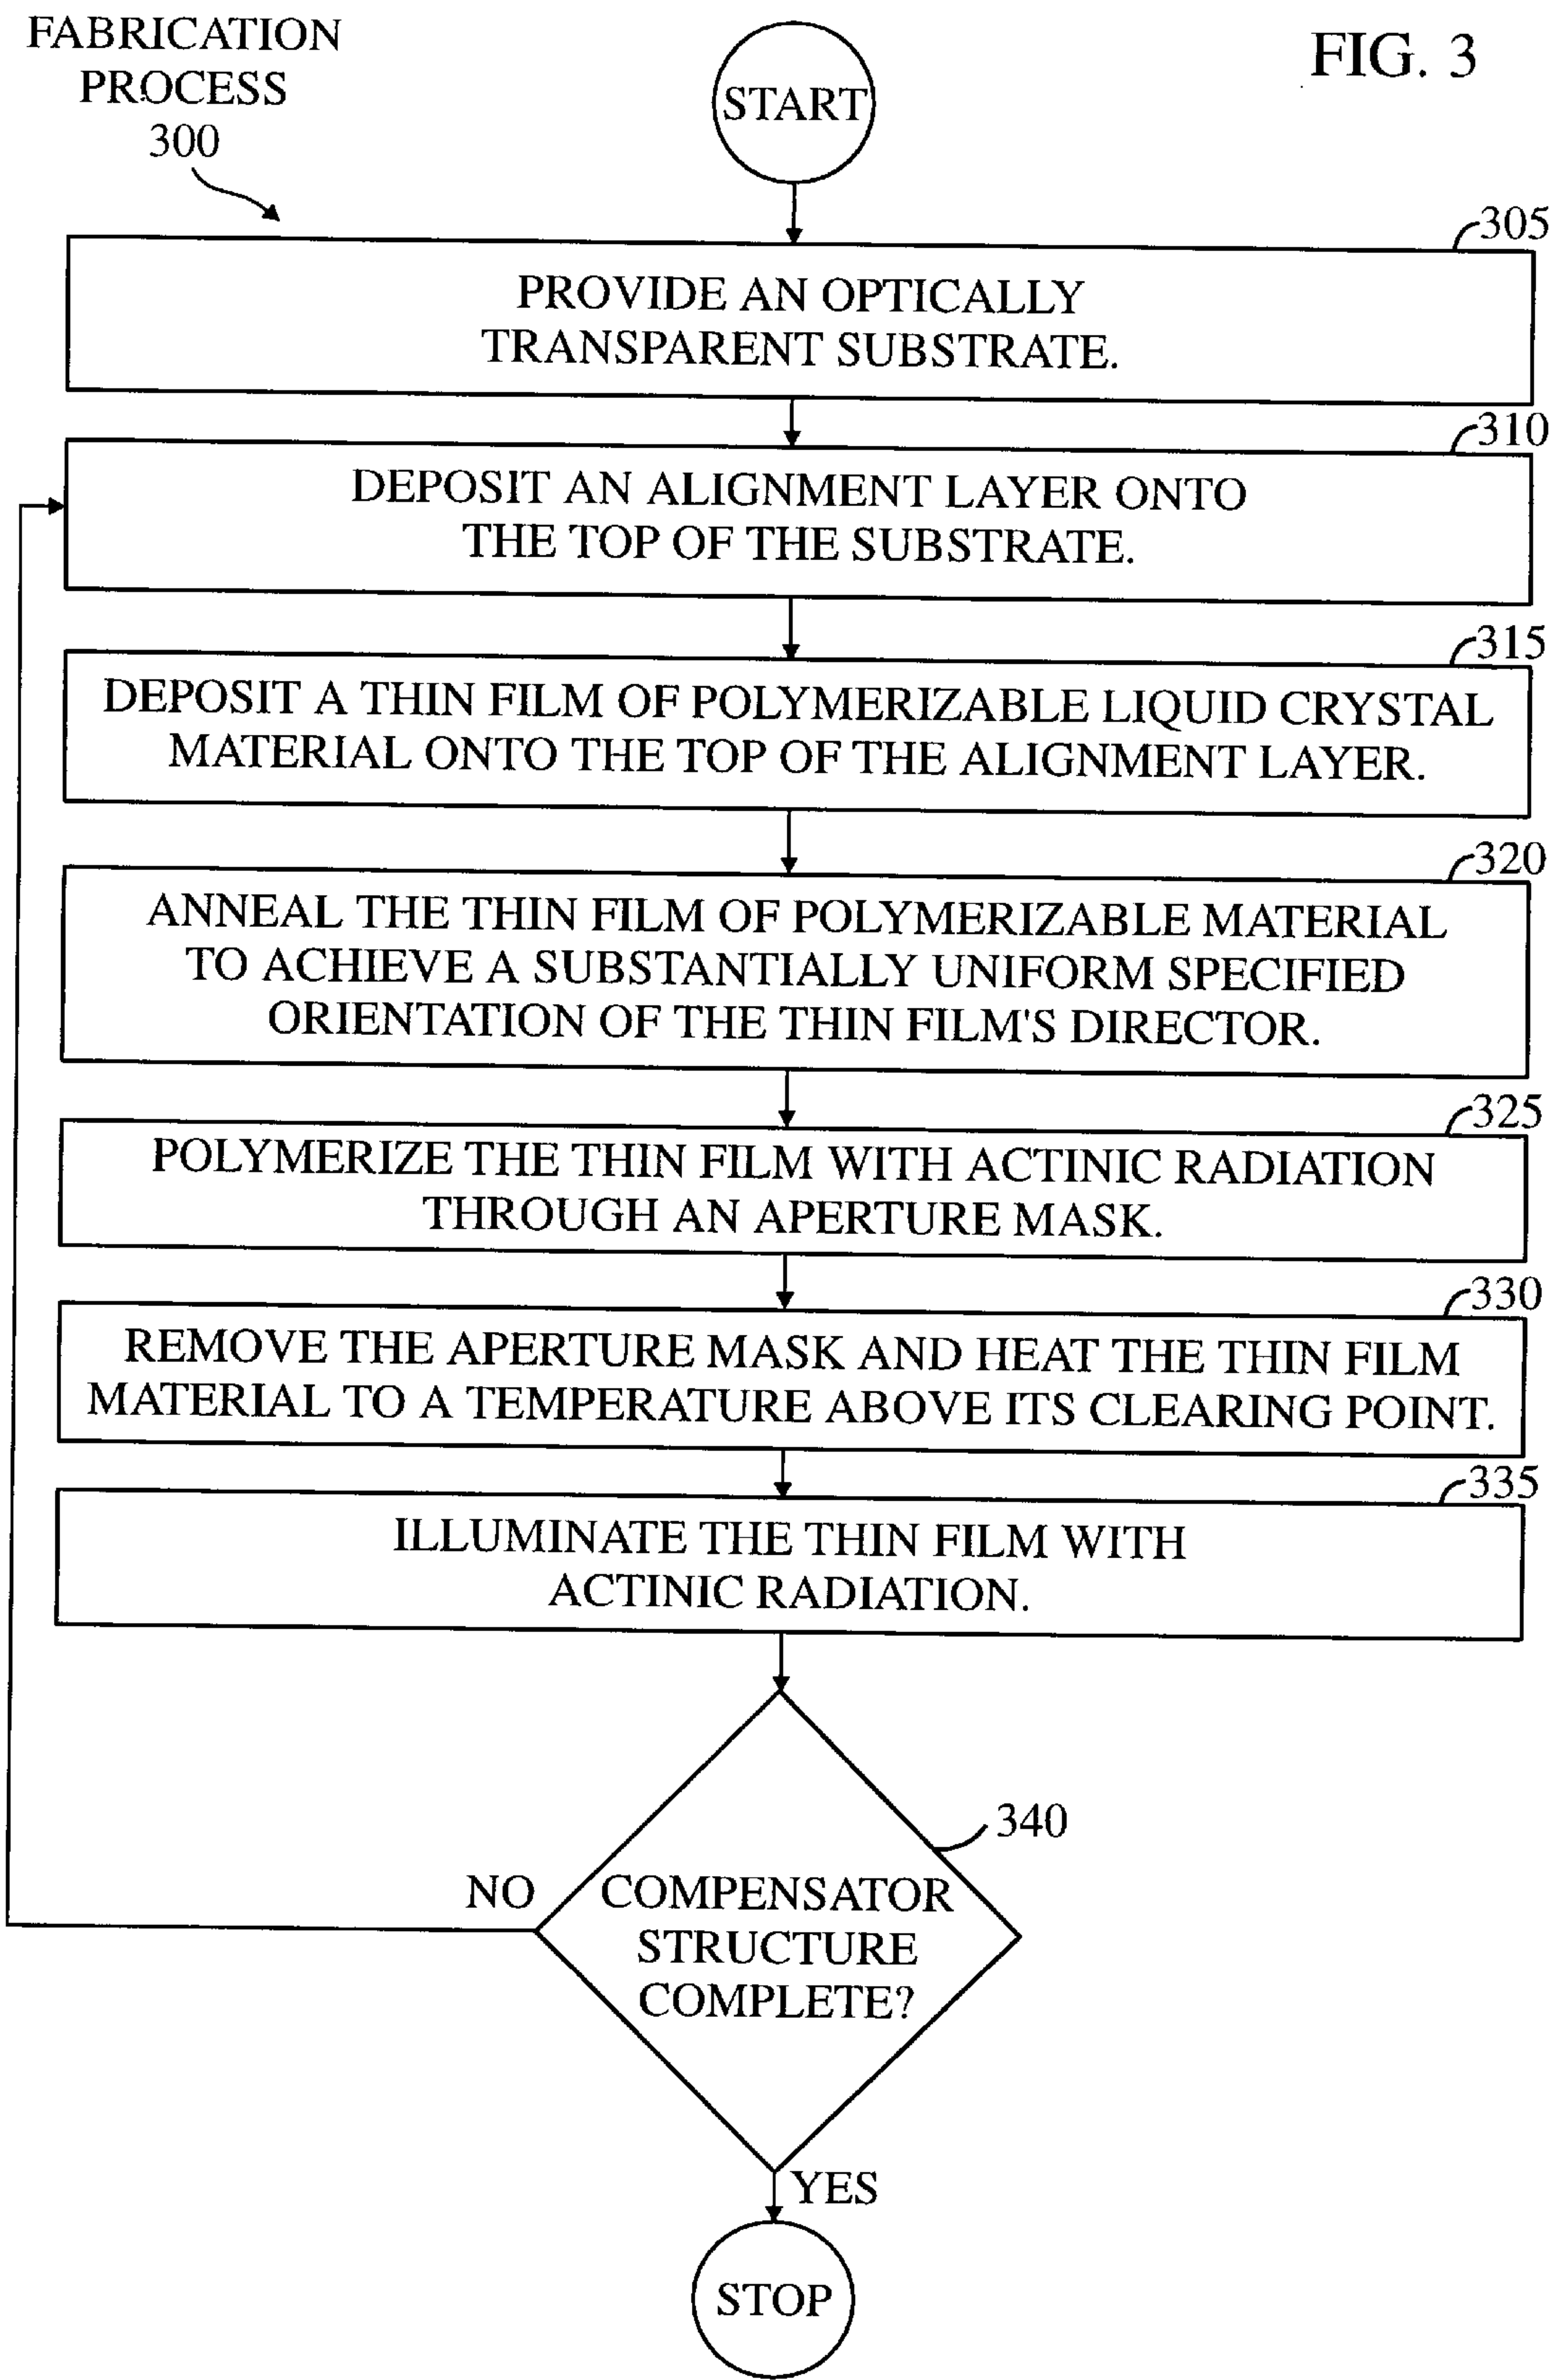 FABRICATION
PROCESS
300
START
FIG. 3
305
PROVIDE AN OPTICALLY
TRANSPARENT SUBSTRATE.
310
DEPOSIT AN ALIGNMENT LAYER ONTO
THE TOP OF THE SUBSTRATE.
315
DEPOSIT A THIN FILM OF POLYMERIZABLE LIQUID CRYSTAL
MATERIAL ONTO THE TOP OF THE ALIGNMENT LAYER.
320
ANNEAL THE THIN FILM OF POLYMERIZABLE MATERIAL
TO ACHIEVE A SUBSTANTIALLY UNIFORM SPECIFIED
ORIENTATION OF THE THIN FILM'S DIRECTOR.
325
POLYMERIZE THE THIN FILM WITH ACTINIC RADIATION
THROUGH AN APERTURE MASK.
330
REMOVE THE APERTURE MASK AND HEAT THE THIN FILM
MATERIAL TO A TEMPERATURE ABOVE ITS CLEARING POINT.
335
ILLUMINATE THE THIN FILM WITH
ACTINIC RADIATION.
340
NO
COMPENSATOR
STRUCTURE
COMPLETE?
YES
STOP